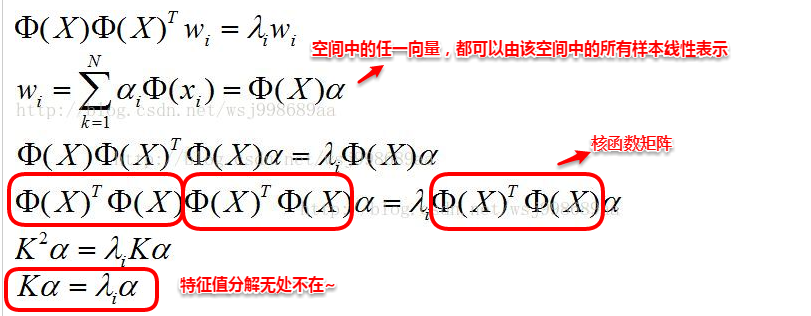 Φ(X)Φ(X)^T w_i = λ_i w_i
空间中的任一向量，都可以由该空间中的所有样本线性表示
w_i = \sum_{k=1}^{N} α_i Φ(x_i) = Φ(X)α
http://blog.csdn.net/wsj998689aa
Φ(X)Φ(X)^T Φ(X)α = λ_i Φ(X)α
核函数矩阵
Φ(X)^T Φ(X)Φ(X)^T Φ(X)α = λ_i Φ(X)^T Φ(X)α
K^2 α = λ_i Kα
Kα = λ_i α
特征值分解无处不在~